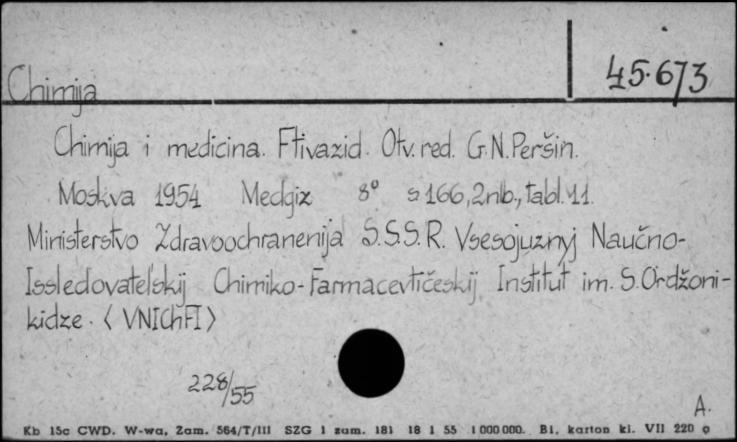 Chimija
45.673
Chimija i medicina. Ftivazid. Otv. red. G.N. Peršin.
Moskva 1954 Medgiz 8° s 166, 2nlb., tabl. 11.
Ministerstvo Zdravoochranenija S.S.S.R. Vsesojuznyj Naučno-
Issledovatel'skij Chimiko-Farmacevtičeskij Institut im. S. Ordžoni-
kidze. < VNIChFI >
228/55
A.
Kb 15c CWD. W-wa, Zam. 564/T/III SZG 1 zam. 181 18 1 55 1 000 000. Bl. karton kl. VII 220 g